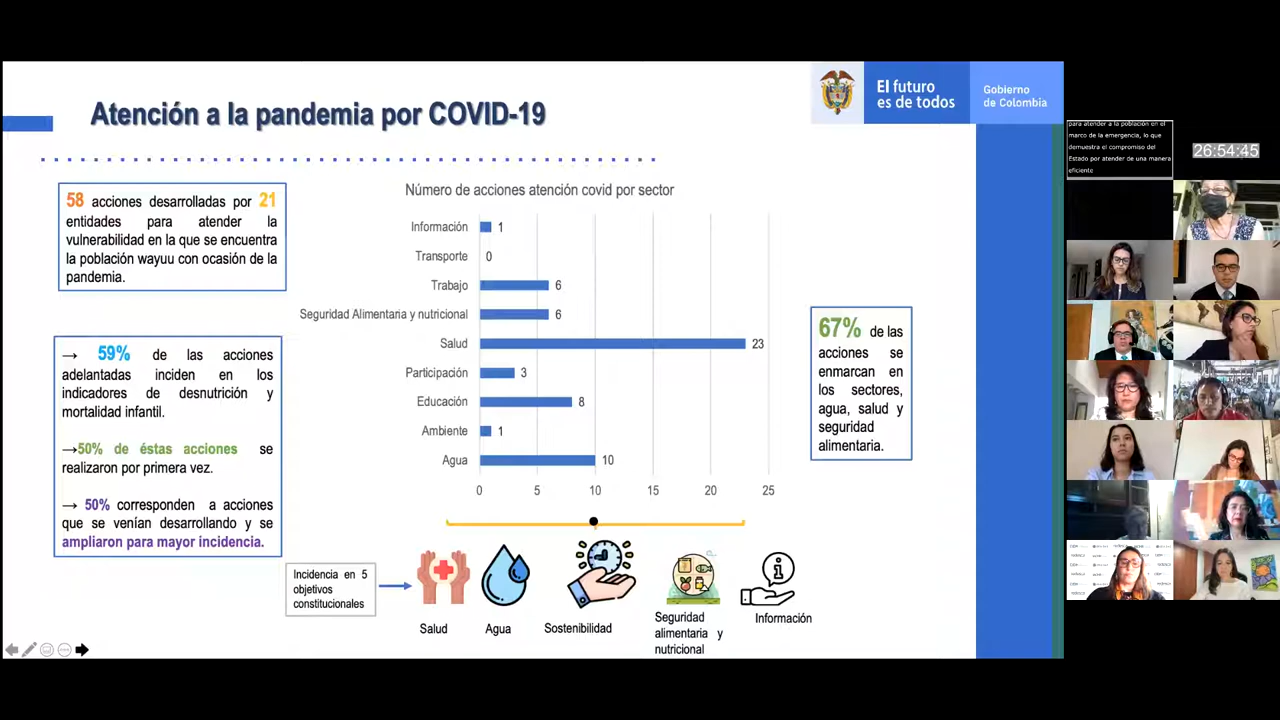 Atención a la pandemia por COVID-19
El futuro
es de todos
Gobierno
de Colombia
58 acciones desarrolladas por 21
entidades para atender la
vulnerabilidad en la que se encuentra
la población wayuu con ocasión de la
pandemia.
→ 59% de las acciones
adelantadas inciden en los
indicadores de desnutrición y
mortalidad infantil.
→50% de éstas acciones se
realizaron por primera vez.
→ 50% corresponden a acciones
que se venían desarrollando y se
ampliaron para mayor incidencia.
Número de acciones atención covid por sector
Información 1
Transporte 0
Trabajo 6
Seguridad Alimentaria y nutricional 6
Salud 23
Participación 3
Educación 8
Ambiente 1
Agua 10
0 5 10 15 20 25
67% de las
acciones se
enmarcan en
los sectores,
agua, salud y
seguridad
alimentaria.
Incidencia en 5
objetivos
constitucionales
Salud
Agua
Sostenibilidad
Seguridad
alimentaria y
nutricional
Información
para atender a la población en el
marco de la emergencia, lo que
demuestra el compromiso del
Estado por atender de una manera
eficiente
26:54:45